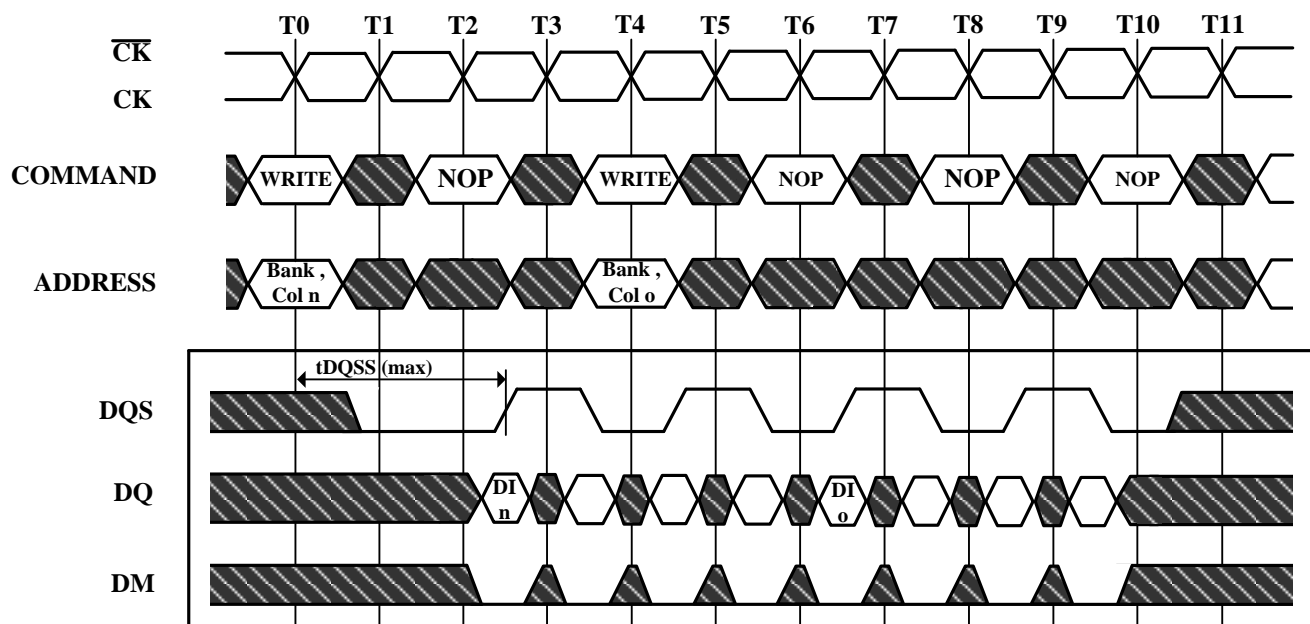 T0 T1 T2 T3 T4 T5 T6 T7 T8 T9 T10 T11
CK
CK
COMMAND WRITE NOP WRITE NOP NOP NOP
ADDRESS Bank , Col n Bank , Col o
tDQSS (max)
DQS
DQ DI n DI o
DM